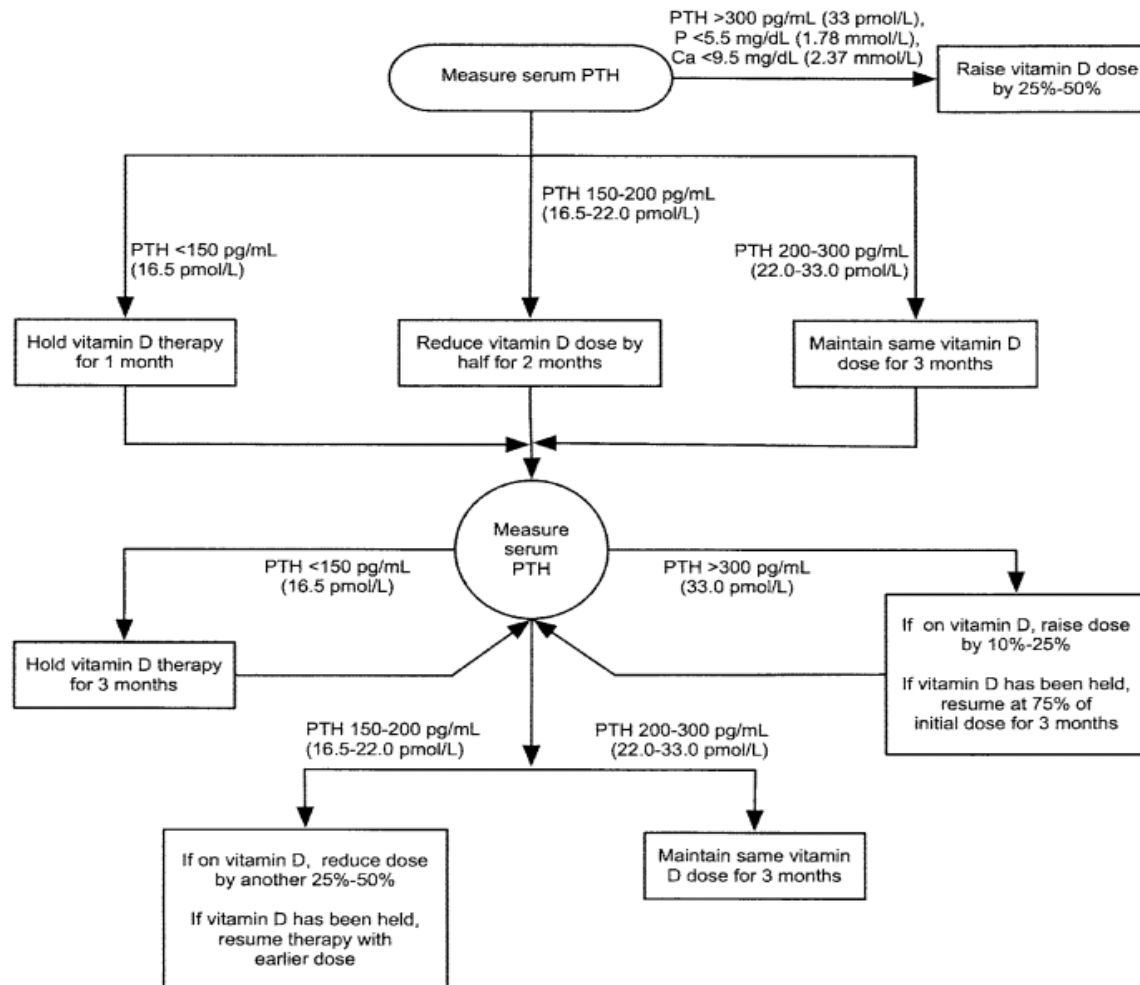 PTH >300 pg/mL (33 pmol/L),
P <5.5 mg/dL (1.78 mmol/L),
Ca <9.5 mg/dL (2.37 mmol/L)
Measure serum PTH
Raise vitamin D dose
by 25%-50%
PTH 150-200 pg/mL
(16.5-22.0 pmol/L)
PTH <150 pg/mL
(16.5 pmol/L)
PTH 200-300 pg/mL
(22.0-33.0 pmol/L)
Hold vitamin D therapy
for 1 month
Reduce vitamin D dose by
half for 2 months
Maintain same vitamin D
dose for 3 months
Measure
serum
PTH
PTH <150 pg/mL
(16.5 pmol/L)
PTH >300 pg/mL
(33.0 pmol/L)
Hold vitamin D therapy
for 3 months
If on vitamin D, raise dose
by 10%-25%
If vitamin D has been held,
resume at 75% of
initial dose for 3 months
PTH 150-200 pg/mL
(16.5-22.0 pmol/L)
PTH 200-300 pg/mL
(22.0-33.0 pmol/L)
If on vitamin D, reduce dose
by another 25%-50%
If vitamin D has been held,
resume therapy with
earlier dose
Maintain same vitamin
D dose for 3 months